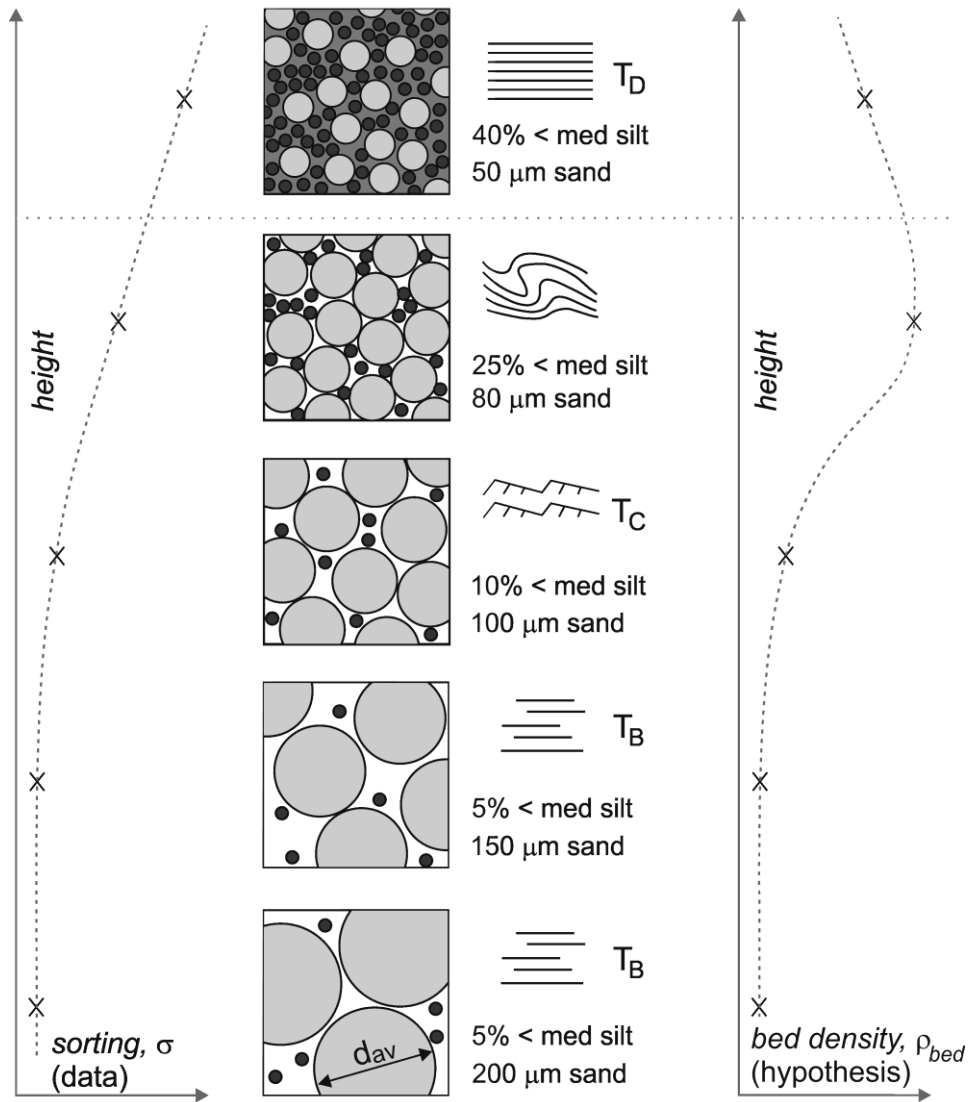 T_D
40% < med silt
50 μm sand
height
height
25% < med silt
80 μm sand
T_C
10% < med silt
100 μm sand
T_B
5% < med silt
150 μm sand
T_B
5% < med silt
200 μm sand
d_av
sorting, σ
(data)
bed density, ρ_bed
(hypothesis)